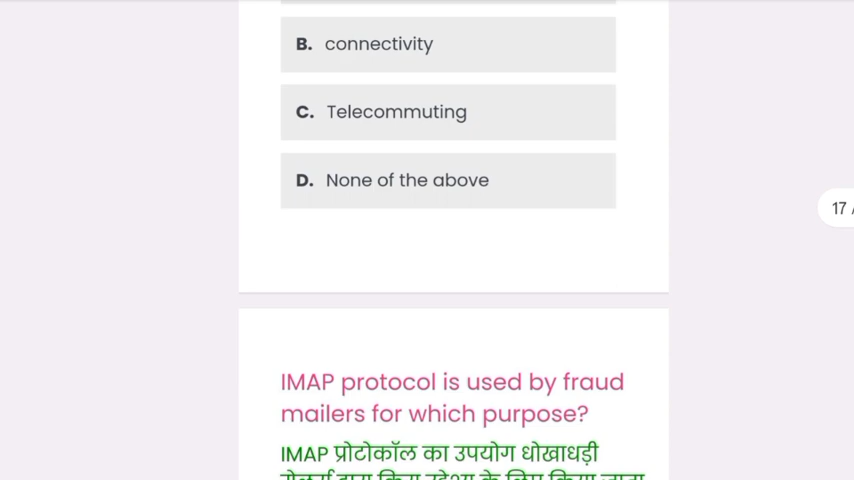 B. connectivity
C. Telecommuting
D. None of the above
17 /
IMAP protocol is used by fraud
mailers for which purpose?
IMAP प्रोटोकॉल का उपयोग धोखाधड़ी